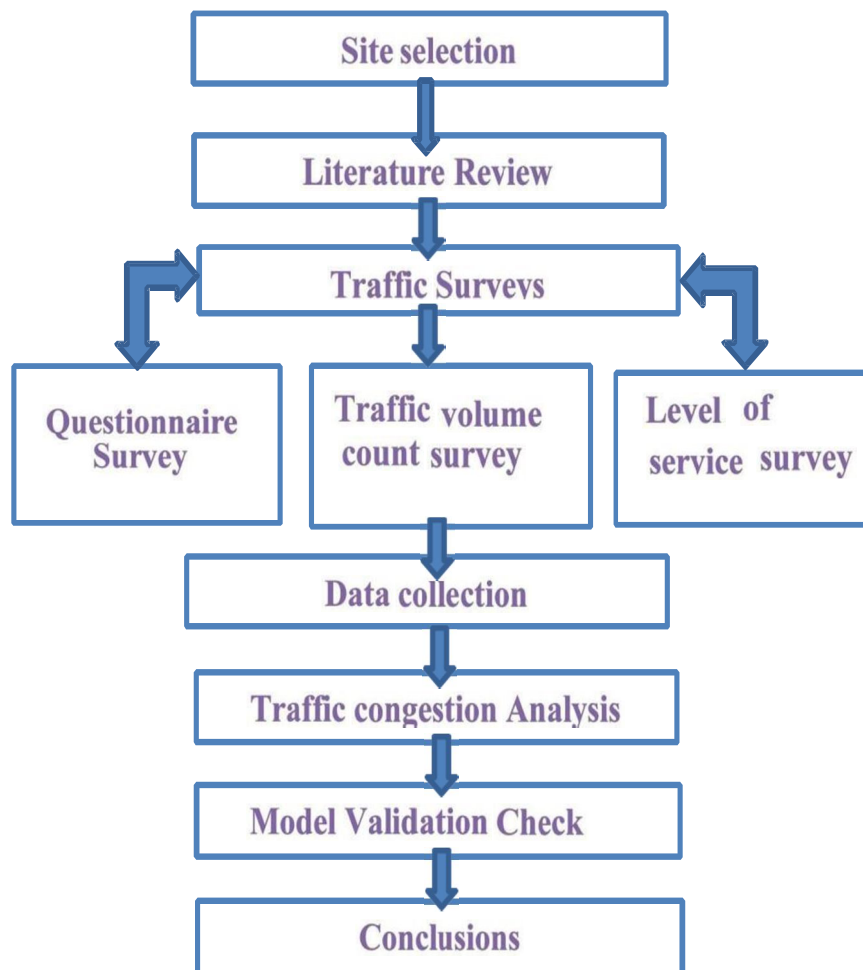 Site selection
Literature Review
Traffic Surveys
Questionnaire
Survey
Traffic volume
count survey
Level of
service survey
Data collection
Traffic congestion Analysis
Model Validation Check
Conclusions